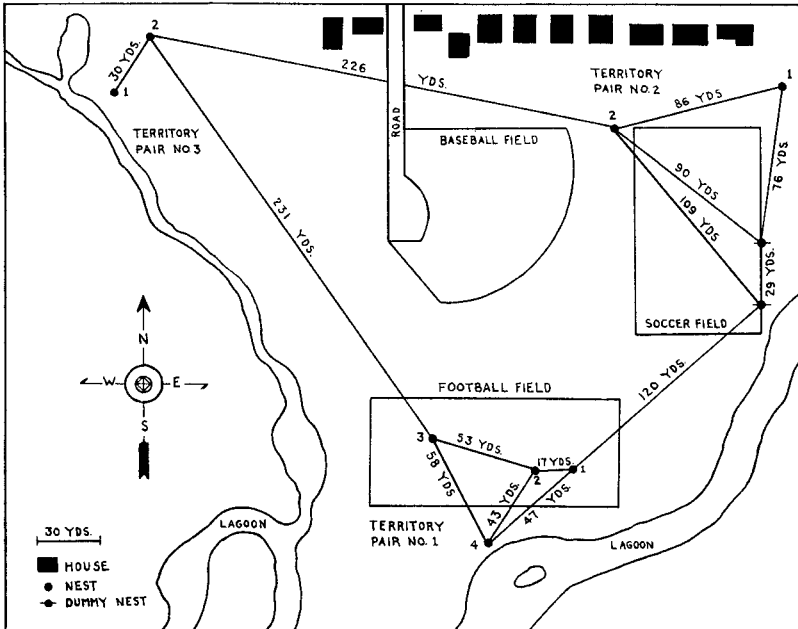 2
30 YDS.
1
226 YDS.
TERRITORY
PAIR NO.2
1
86 YDS
2
ROAD
BASEBALL FIELD
TERRITORY
PAIR NO.3
90 YDS
76 YDS.
109 YDS.
231 YDS.
29 YDS.
SOCCER FIELD
N
W
E
S
120 YDS.
FOOTBALL FIELD
3
53 YDS.
17 YDS.
1
2
58 YDS
43 YDS.
47 YDS.
4
TERRITORY
PAIR NO.1
LAGOON
LAGOON
30 YDS.
HOUSE
NEST
DUMMY NEST